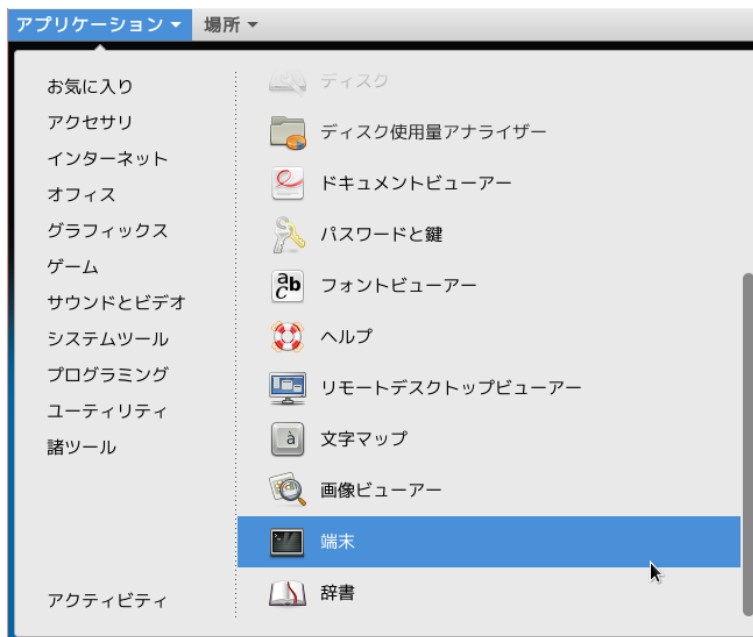 アプリケーション 場所
お気に入り
アクセサリ
インターネット
オフィス
グラフィックス
ゲーム
サウンドとビデオ
システムツール
プログラミング
ユーティリティ
諸ツール
アクティビティ
ディスク
ディスク使用量アナライザー
ドキュメントビューアー
パスワードと鍵
フォントビューアー
ヘルプ
リモートデスクトップビューアー
文字マップ
画像ビューアー
端末
辞書